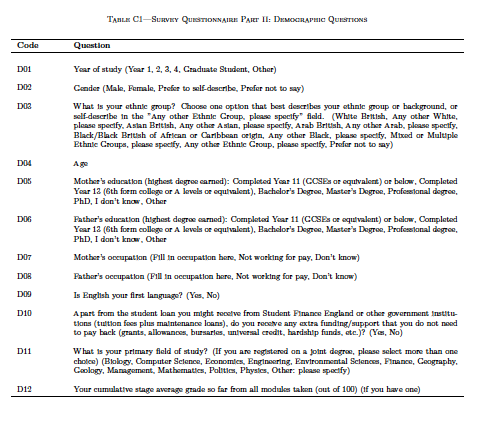 TABLE C1—SURVEY QUESTIONNAIRE PART II: DEMOGRAPHIC QUESTIONS
Code Question
D01 Year of study (Year 1, 2, 3, 4, Graduate Student, Other)
D02 Gender (Male, Female, Prefer to self-describe, Prefer not to say)
D03 What is your ethnic group? Choose one option that best describes your ethnic group or background, or
self-describe in the "Any other Ethnic Group, please specify" field. (White British, Any other White,
please specify, Asian British, Any other Asian, please specify, Arab British, Any other Arab, please specify,
Black/Black British of African or Caribbean origin, Any other Black, please specify, Mixed or Multiple
Ethnic Groups, please specify, Any other Ethnic Group, please specify, Prefer not to say)
D04 Age
D05 Mother's education (highest degree earned): Completed Year 11 (GCSEs or equivalent) or below, Completed
Year 13 (6th form college or A levels or equivalent), Bachelor's Degree, Master's Degree, Professional degree,
PhD, I don't know, Other
D06 Father's education (highest degree earned): Completed Year 11 (GCSEs or equivalent) or below, Completed
Year 13 (6th form college or A levels or equivalent), Bachelor's Degree, Master's Degree, Professional degree,
PhD, I don't know, Other
D07 Mother's occupation (Fill in occupation here, Not working for pay, Don't know)
D08 Father's occupation (Fill in occupation here, Not working for pay, Don't know)
D09 Is English your first language? (Yes, No)
D10 Apart from the student loan you might receive from Student Finance England or other government institu-
tions (tuition fees plus maintenance loans), do you receive any extra funding/support that you do not need
to pay back (grants, allowances, bursaries, universal credit, hardship funds, etc.)? (Yes, No)
D11 What is your primary field of study? (If you are registered on a joint degree, please select more than one
choice) (Biology, Computer Science, Economics, Engineering, Environmental Sciences, Finance, Geography,
Geology, Management, Mathematics, Politics, Physics, Other: please specify)
D12 Your cumulative stage average grade so far from all modules taken (out of 100) (if you have one)